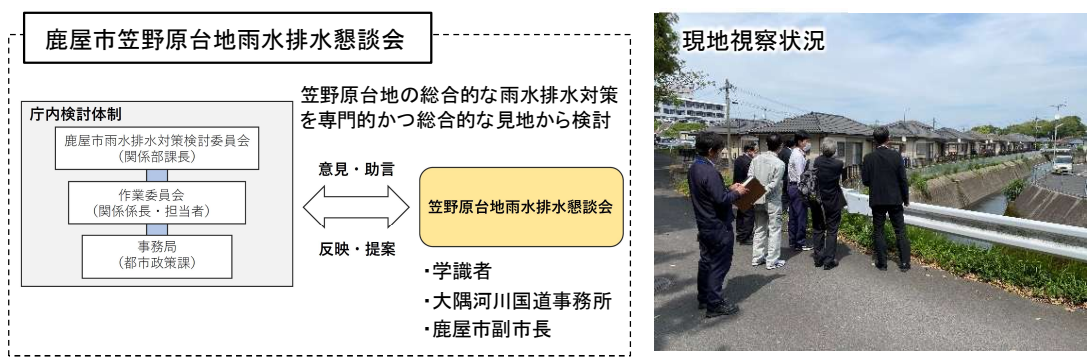 鹿屋市笠野原台地雨水排水懇談会
笠野原台地の総合的な雨水排水対策
を専門的かつ総合的な見地から検討
庁内検討体制
鹿屋市雨水排水対策検討委員会
（関係部課長）
作業委員会
（関係係長・担当者）
事務局
（都市政策課）
意見・助言
反映・提案
笠野原台地雨水排水懇談会
・学識者
・大隅河川国道事務所
・鹿屋市副市長
現地視察状況